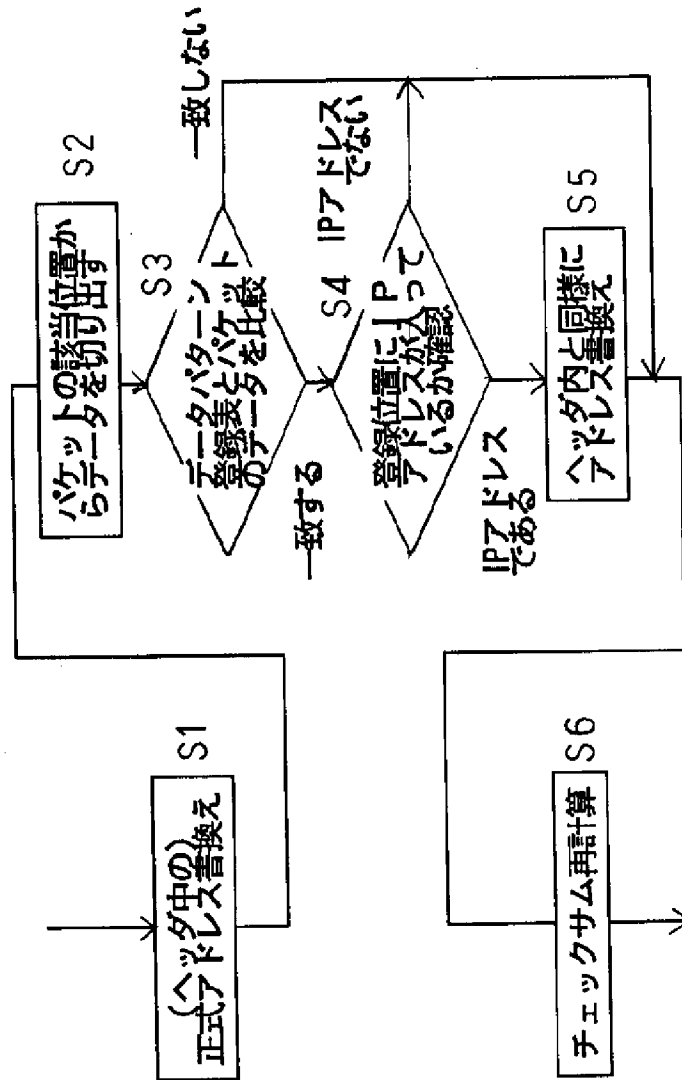 (ヘッダ中の)
正式アドレス書換え
S1
パケットの該当位置か
らデータを切り出す
S2
データパターン
登録表とパケット
のデータを比較
S3
一致しない
一致する
登録位置にIP
アドレスが入って
いるか確認
S4
IPアドレス
でない
IPアドレス
である
ヘッダ内と同様に
アドレス書換え
S5
チェックサム再計算
S6